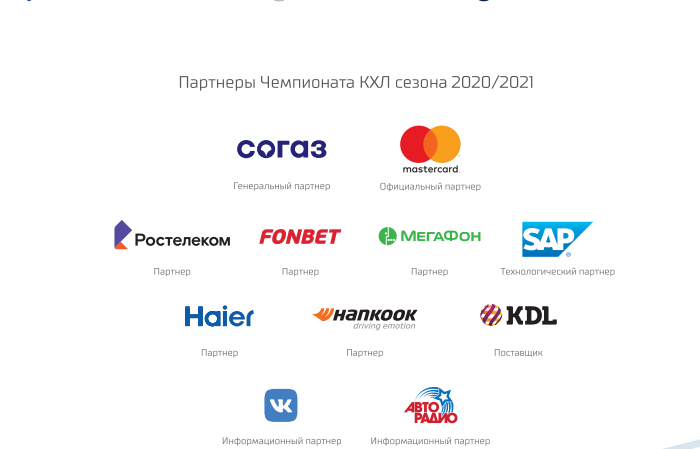 Партнеры Чемпионата КХЛ сезона 2020/2021
согаз
mastercard.
Генеральный партнер
Официальный партнер
Ростелеком
FONBET
МегаФон
SAP
Партнер
Партнер
Партнер
Технологический партнер
Haier
Hankook
driving emotion
KDL
Партнер
Партнер
Поставщик
VK
АВТО
РАДИО
Информационный партнер
Информационный партнер